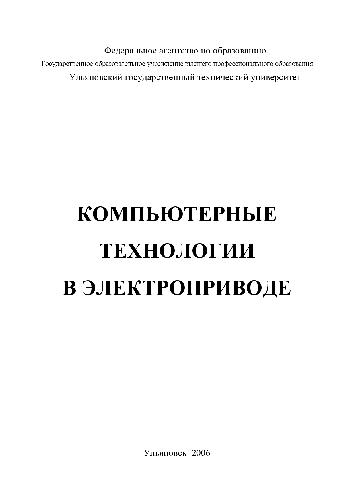 Федеральное агентство по образованию
Государственное образовательное учреждение высшего профессионального образования
Ульяновский государственный технический университет
КОМПЬЮТЕРНЫЕ
ТЕХНОЛОГИИ
В ЭЛЕКТРОПРИВОДЕ
Ульяновск 2006